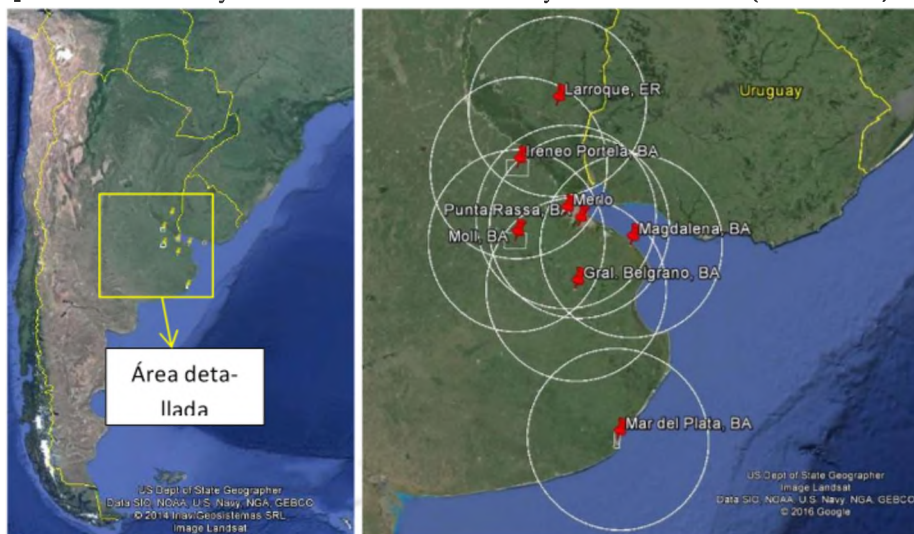 Área deta-
llada
US Dept of State Geographer
Data SIO, NOAA, U.S. Navy, NGA, GEBCO
© 2014 Inav/Geosistemas SRL
Image Landsat
Larroque, ER
Uruguay
Ireneo Portela, BA
Merlo
Punta Rassa, BA
Magdalena, BA
Moll, BA
Gral. Belgrano, BA
Mar del Plata, BA
US Dept of State Geographer
Image Landsat
Data SIO, NOAA, U.S. Navy, NGA, GEBCO
© 2016 Google